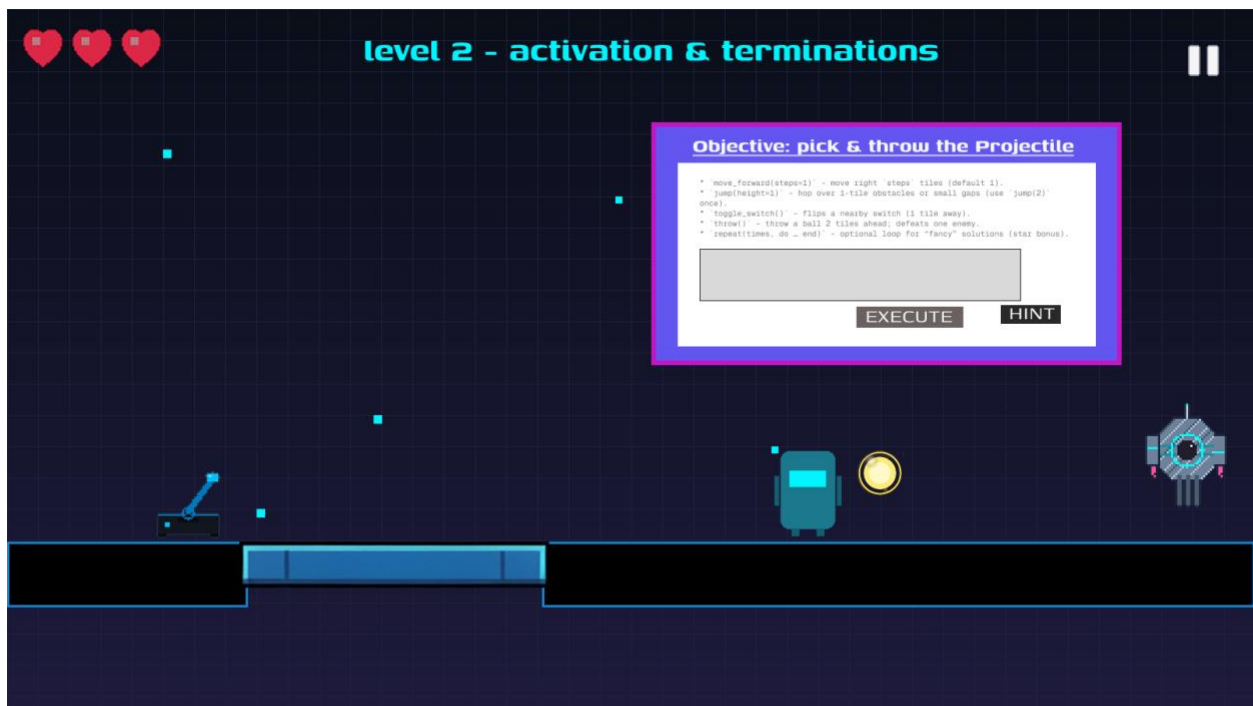 level 2 - activation & terminations
Objective: pick & throw the Projectile
* `move_forward(steps=1)` - move right `steps` tiles (default 1).
* `jump(height=1)` - hop over 1-tile obstacles or small gaps (use `jump(2)`
once).
* `toggle_switch()` - flips a nearby switch (1 tile away).
* `throw()` - throw a ball 2 tiles ahead; defeats one enemy.
* `repeat(times, do … end)` - optional loop for “fancy” solutions (star bonus).
EXECUTE
HINT